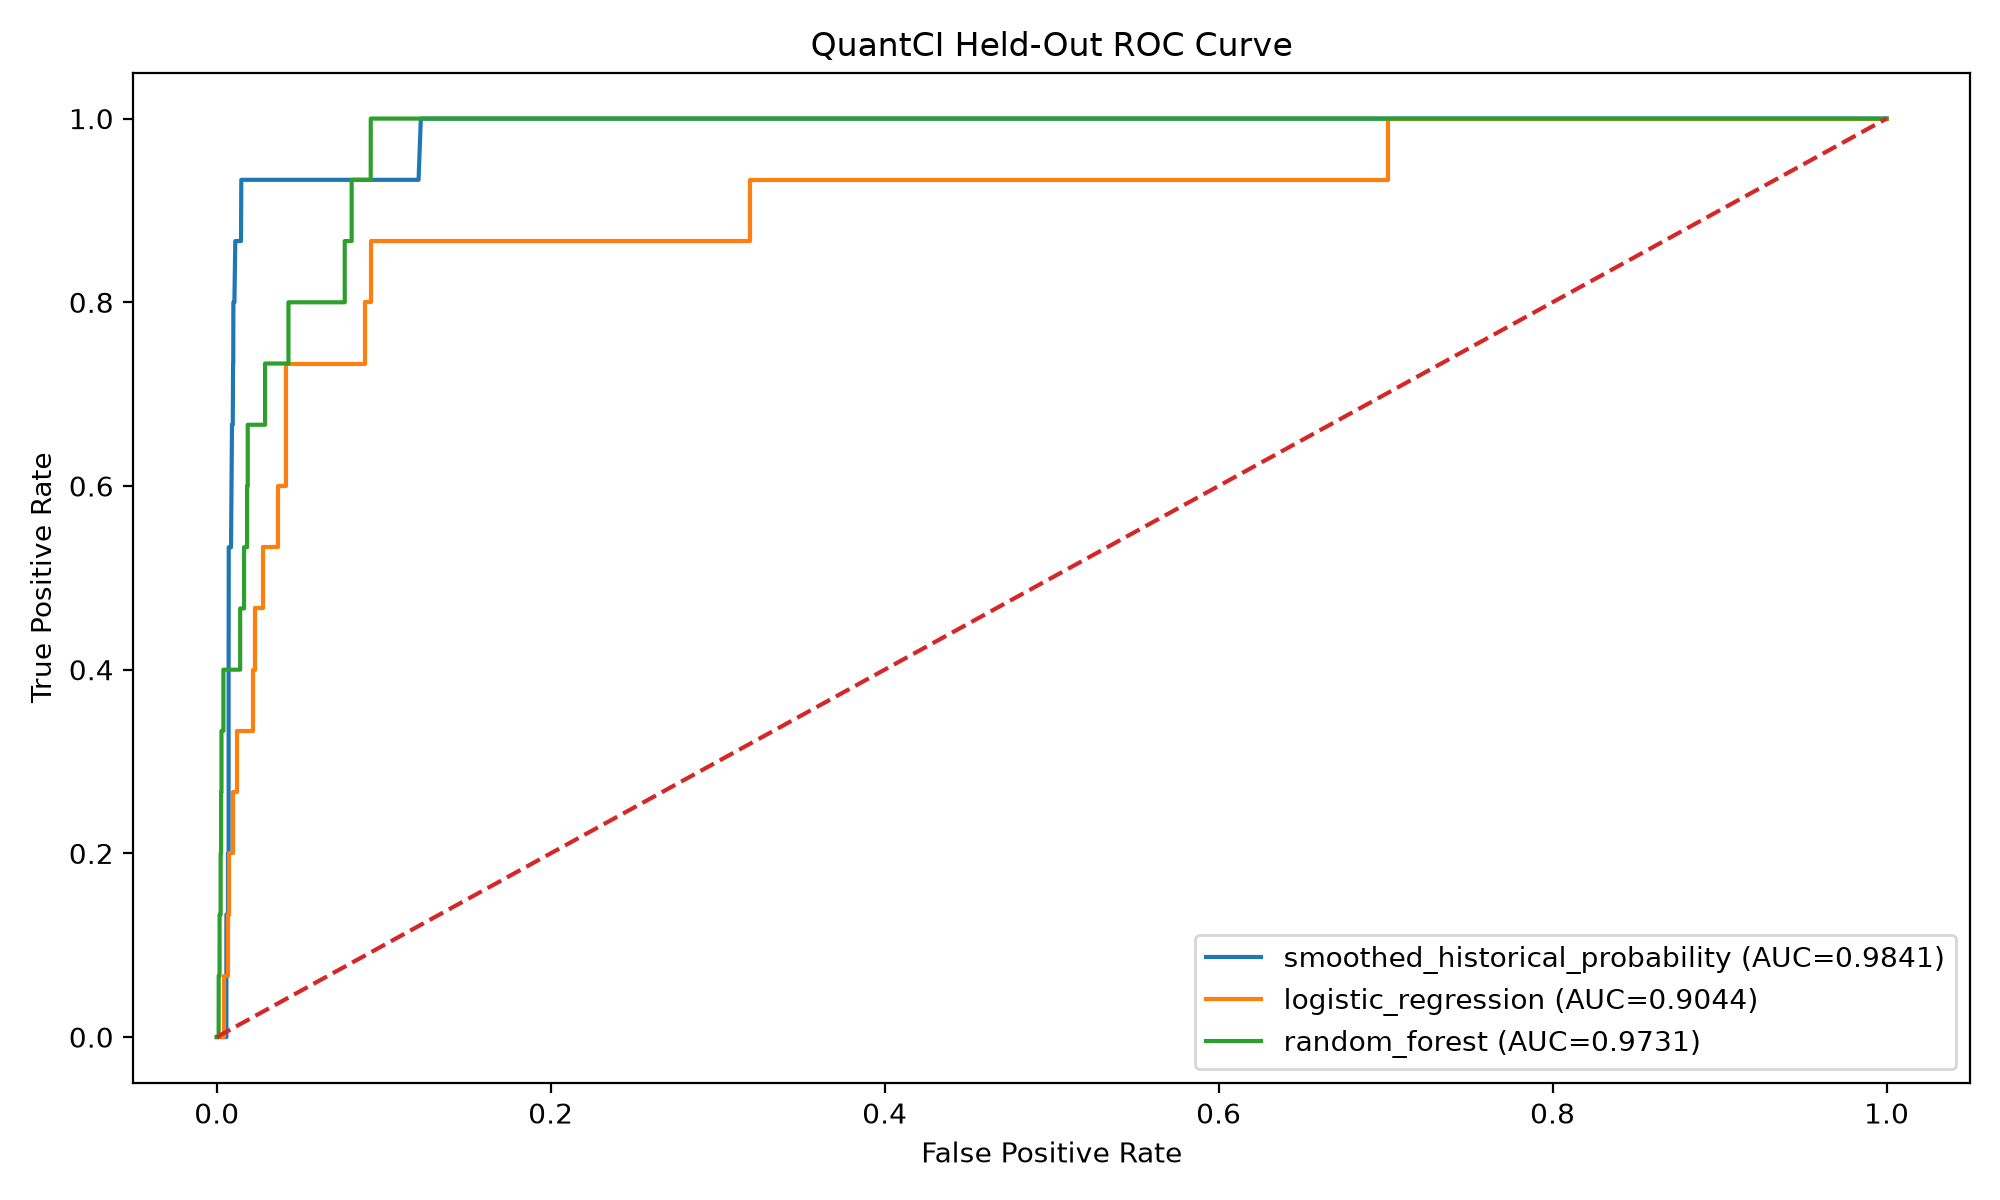 QuantCI Held-Out ROC Curve
1.0
0.8
0.6
0.4
0.2
0.0
True Positive Rate
smoothed_historical_probability (AUC=0.9841)
logistic_regression (AUC=0.9044)
random_forest (AUC=0.9731)
0.0 0.2 0.4 0.6 0.8 1.0
False Positive Rate